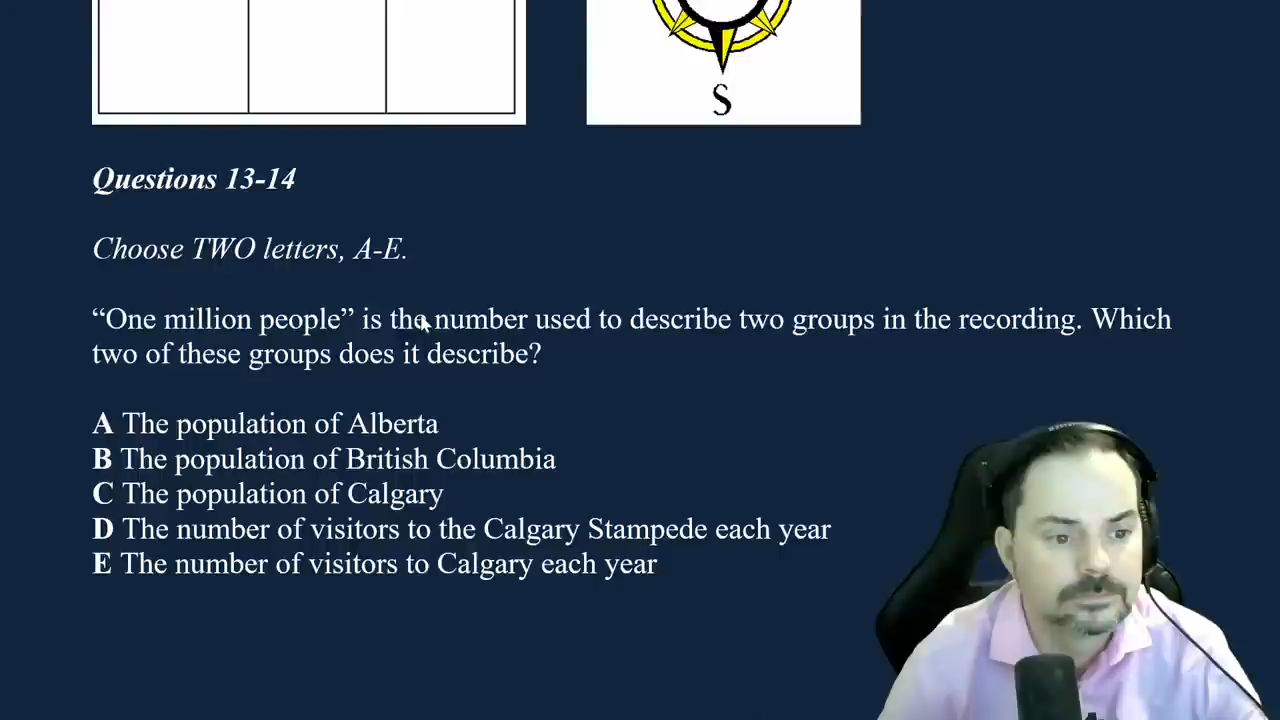 S
Questions 13-14
Choose TWO letters, A-E.
“One million people” is the number used to describe two groups in the recording. Which
two of these groups does it describe?
A The population of Alberta
B The population of British Columbia
C The population of Calgary
D The number of visitors to the Calgary Stampede each year
E The number of visitors to Calgary each year